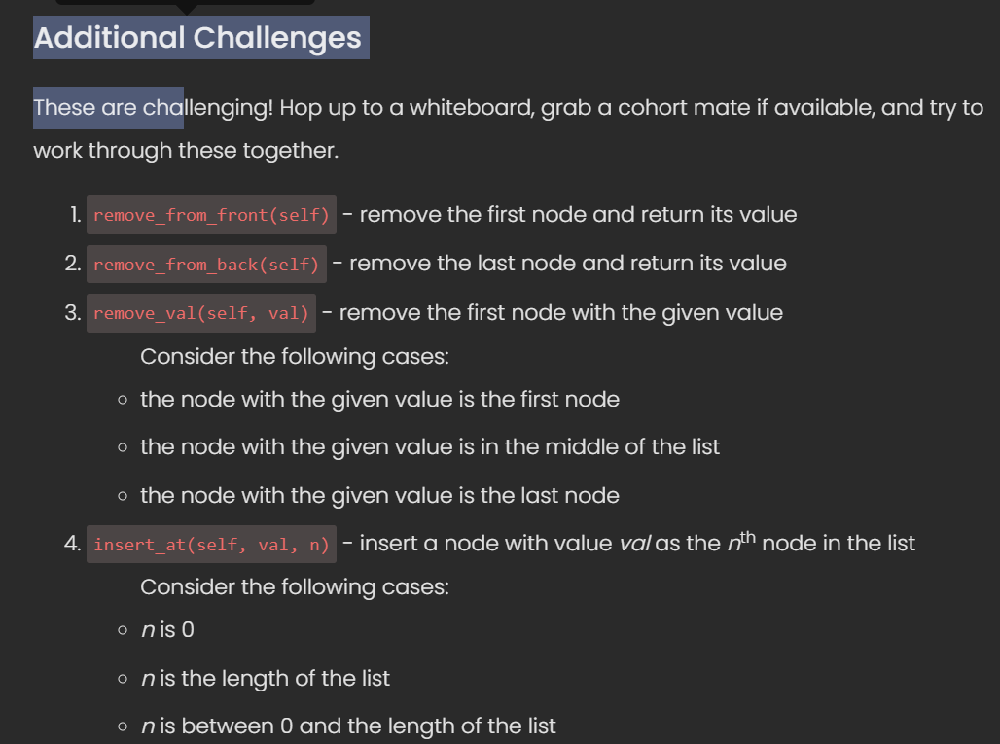 Additional Challenges
These are challenging! Hop up to a whiteboard, grab a cohort mate if available, and try to
work through these together.
1. remove_from_front(self) - remove the first node and return its value
2. remove_from_back(self) - remove the last node and return its value
3. remove_val(self, val) - remove the first node with the given value
Consider the following cases:
○ the node with the given value is the first node
○ the node with the given value is in the middle of the list
○ the node with the given value is the last node
4. insert_at(self, val, n) - insert a node with value val as the nth node in the list
Consider the following cases:
○ n is 0
○ n is the length of the list
○ n is between 0 and the length of the list